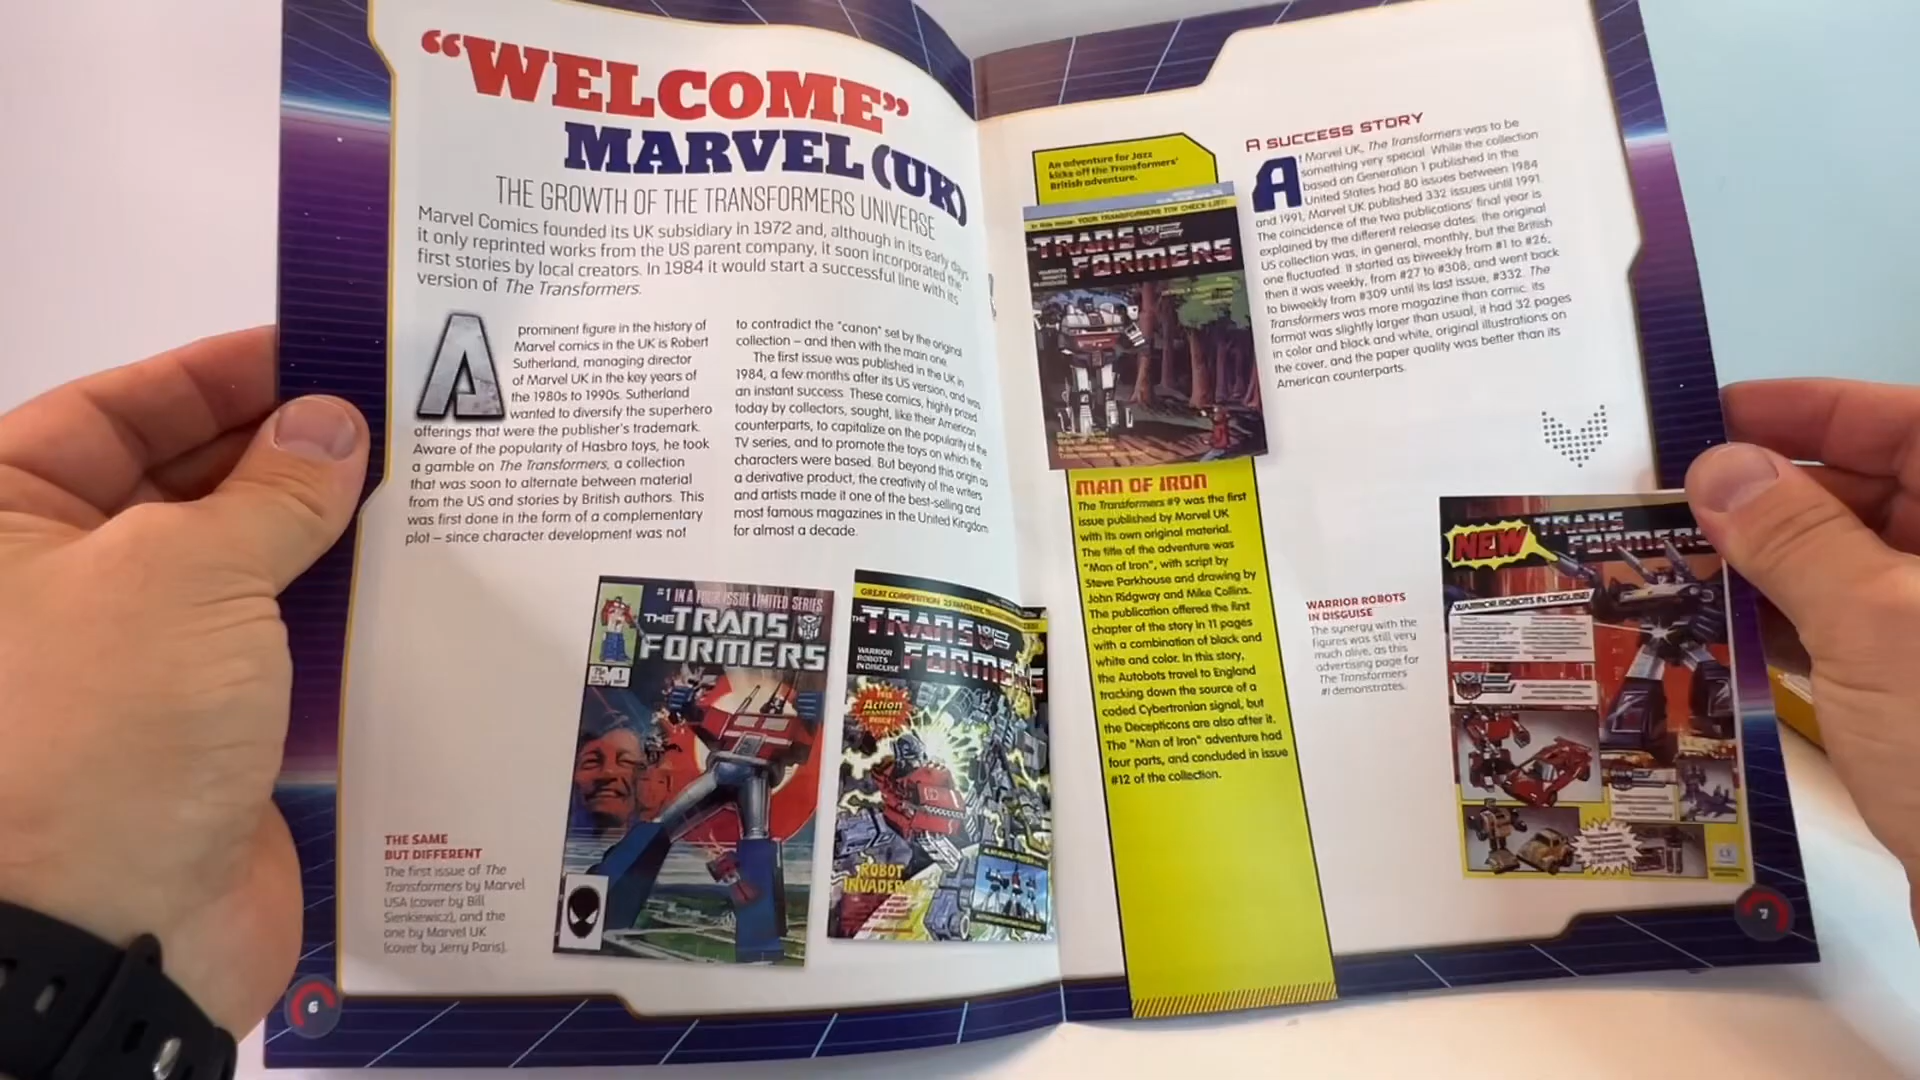 “WELCOME”
MARVEL (UK)
THE GROWTH OF THE TRANSFORMERS UNIVERSE
Marvel Comics founded its UK subsidiary in 1972 and, although in its early days
it only reprinted works from the US parent company, it soon incorporated the
first stories by local creators. In 1984 it would start a successful line with its
version of The Transformers.
A prominent figure in the history of
Marvel comics in the UK is Robert
Sutherland, managing director
of Marvel UK in the key years of
the 1980s to 1990s. Sutherland
wanted to diversify the superhero
offerings that were the publisher's trademark.
Aware of the popularity of Hasbro toys, he took
a gamble on The Transformers, a collection
that was soon to alternate between material
from the US and stories by British authors. This
was first done in the form of a complementary
plot – since character development was not
to contradict the "canon" set by the original
collection – and then with the main one.
The first issue was published in the UK in
1984, a few months after its US version, and was
an instant success. These comics, highly prized
today by collectors, sought, like their American
counterparts, to capitalize on the popularity of the
TV series, and to promote the toys on which the
characters were based. But beyond this origin as
a derivative product, the creativity of the writers
and artists made it one of the best-selling and
most famous magazines in the United Kingdom
for almost a decade.
THE SAME
BUT DIFFERENT
The first issue of The
Transformers by Marvel
USA (cover by Bill
Sienkiewicz), and the
one by Marvel UK
(cover by Jerry Paris).
#1 IN A FOUR ISSUE LIMITED SERIES
THE TRANS
FORMERS
75¢
1
GREAT COMPETITION
THE TRANS
FORMERS
WARRIOR
ROBOTS
IN DISGUISE
FREE
Action
TRANSFERS
INSIDE!
ROBOT
INVADERS
6
An adventure for Jazz
kicks off the Transformers'
British adventure.
YOUR TRANSFORMERS TOY CHECK-LIST!
TRANS
FORMERS
MAN OF IRON
The Transformers #9 was the first
issue published by Marvel UK
with its own original material.
The title of the adventure was
"Man of Iron", with script by
Steve Parkhouse and drawing by
John Ridgway and Mike Collins.
The publication offered the first
chapter of the story in 11 pages
with a combination of black and
white and color. In this story,
the Autobots travel to England
tracking down the source of a
coded Cybertronian signal, but
the Decepticons are also after it.
The "Man of Iron" adventure had
four parts, and concluded in issue
#12 of the collection.
A SUCCESS STORY
At Marvel UK, The Transformers was to be
something very special. While the collection
based on Generation 1 published in the
United States had 80 issues between 1984
and 1991, Marvel UK published 332 issues until 1991.
The coincidence of the two publications' final year is
explained by the different release dates: the original
US collection was, in general, monthly, but the British
one fluctuated. It started as biweekly from #1 to #26,
then it was weekly, from #27 to #308, and went back
to biweekly from #309 until its last issue, #332. The
Transformers was more magazine than comic. Its
format was slightly larger than usual, it had 32 pages
in color and black and white, original illustrations on
the cover, and the paper quality was better than its
American counterparts.
WARRIOR ROBOTS
IN DISGUISE
The synergy with the
figures was still very
much alive, as this
advertising page for
The Transformers
#1 demonstrates.
NEW
TRANS
FORMERS
WARRIOR ROBOTS IN DISGUISE!
7